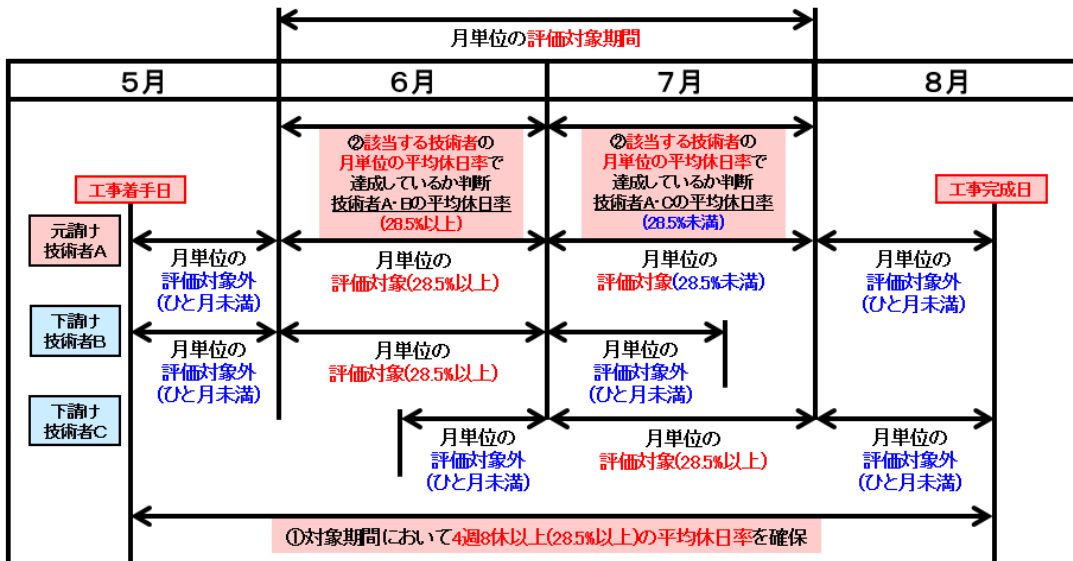 月単位の評価対象期間
5月
6月
7月
8月
②該当する技術者の
月単位の平均休日率で
達成しているか判断
技術者A・Bの平均休日率
(28.5%以上)
②該当する技術者の
月単位の平均休日率で
達成しているか判断
技術者A・Cの平均休日率
(28.5%未満)
工事着手日
工事完成日
元請け
技術者A
月単位の
評価対象外
(ひと月未満)
月単位の
評価対象(28.5%以上)
月単位の
評価対象(28.5%未満)
月単位の
評価対象外
(ひと月未満)
下請け
技術者B
月単位の
評価対象外
(ひと月未満)
月単位の
評価対象(28.5%以上)
月単位の
評価対象外
(ひと月未満)
下請け
技術者C
月単位の
評価対象外
(ひと月未満)
月単位の
評価対象(28.5%以上)
月単位の
評価対象外
(ひと月未満)
①対象期間において4週8休以上(28.5%以上)の平均休日率を確保